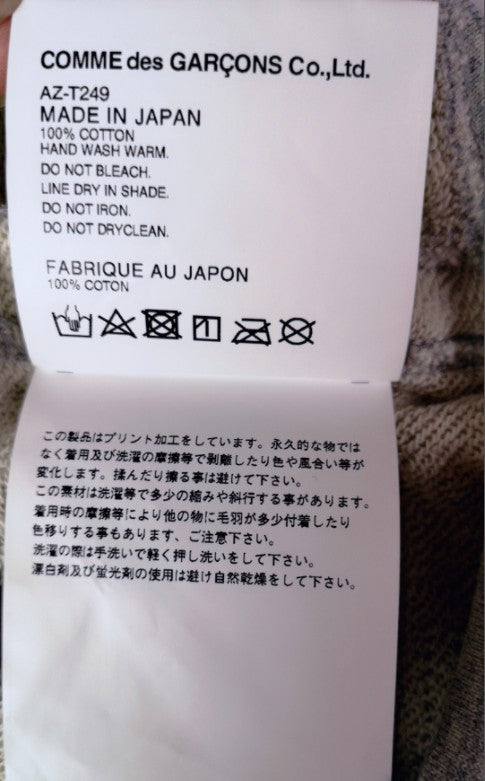 COMME des GARÇONS Co.,Ltd.
AZ-T249
MADE IN JAPAN
100% COTTON
HAND WASH WARM.
DO NOT BLEACH.
LINE DRY IN SHADE.
DO NOT IRON.
DO NOT DRYCLEAN.
FABRIQUE AU JAPON
100% COTON
この製品はプリント加工をしています。永久的な物では
なく着用及び洗濯の摩擦等で剥離したり色や風合い等が
変化します。揉んだり擦る事は避けて下さい。
この素材は洗濯等で多少の縮みや斜行する事があります。
着用時の摩擦等により他の物に毛羽が多少付着したり
色移りする事もあります、ご注意下さい。
洗濯の際は手洗いで軽く押し洗いをして下さい。
漂白剤及び蛍光剤の使用は避け自然乾燥をして下さい。